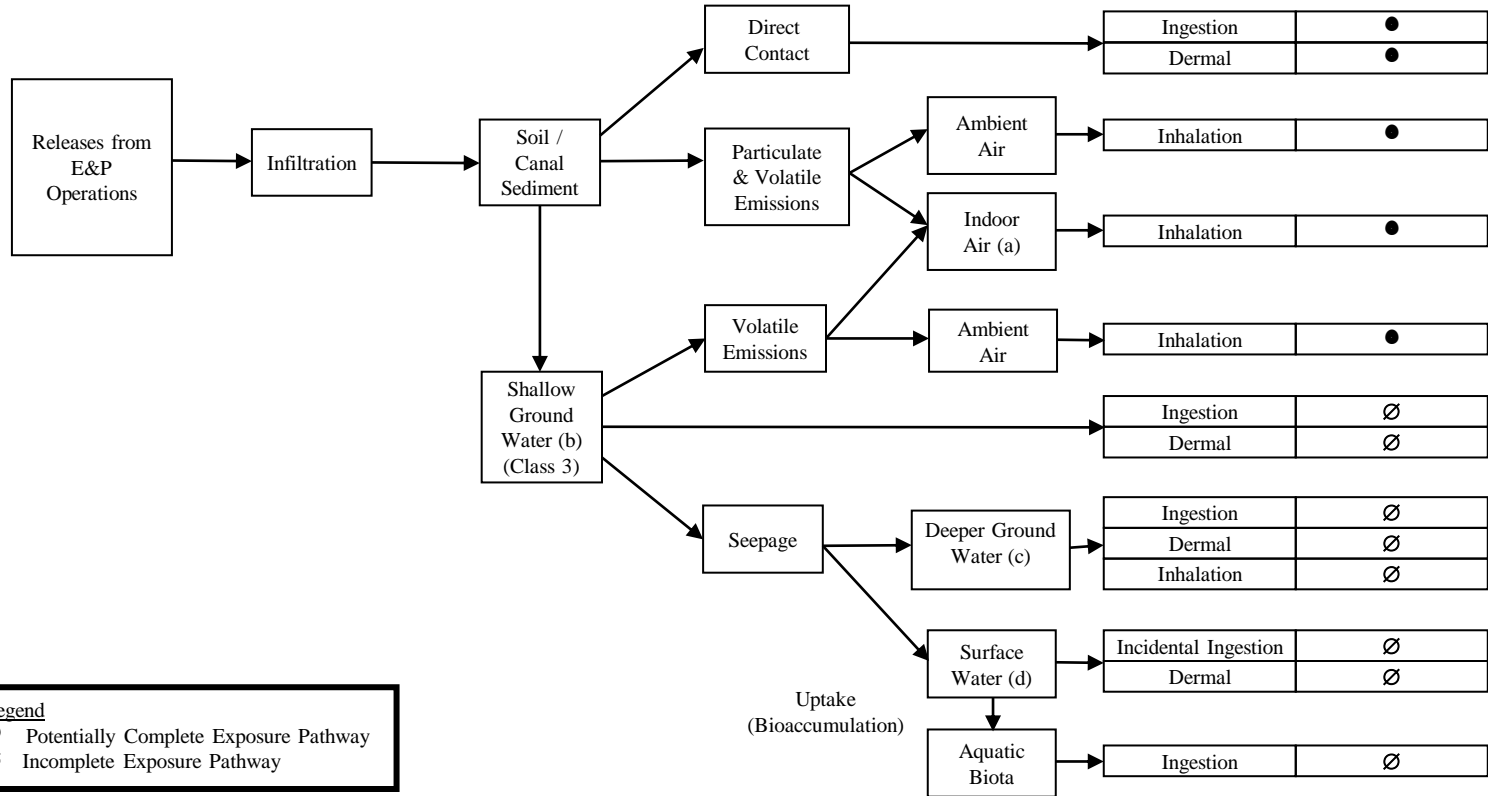 Releases from
E&P
Operations
Infiltration
Soil /
Canal
Sediment
Direct
Contact
Ingestion ●
Dermal ●
Particulate
& Volatile
Emissions
Ambient
Air
Inhalation ●
Indoor
Air (a)
Inhalation ●
Volatile
Emissions
Ambient
Air
Inhalation ●
Shallow
Ground
Water (b)
(Class 3)
Ingestion Ø
Dermal Ø
Seepage
Deeper Ground
Water (c)
Ingestion Ø
Dermal Ø
Inhalation Ø
Surface
Water (d)
Incidental Ingestion Ø
Dermal Ø
Uptake
(Bioaccumulation)
Aquatic
Biota
Ingestion Ø
egend
Potentially Complete Exposure Pathway
Incomplete Exposure Pathway